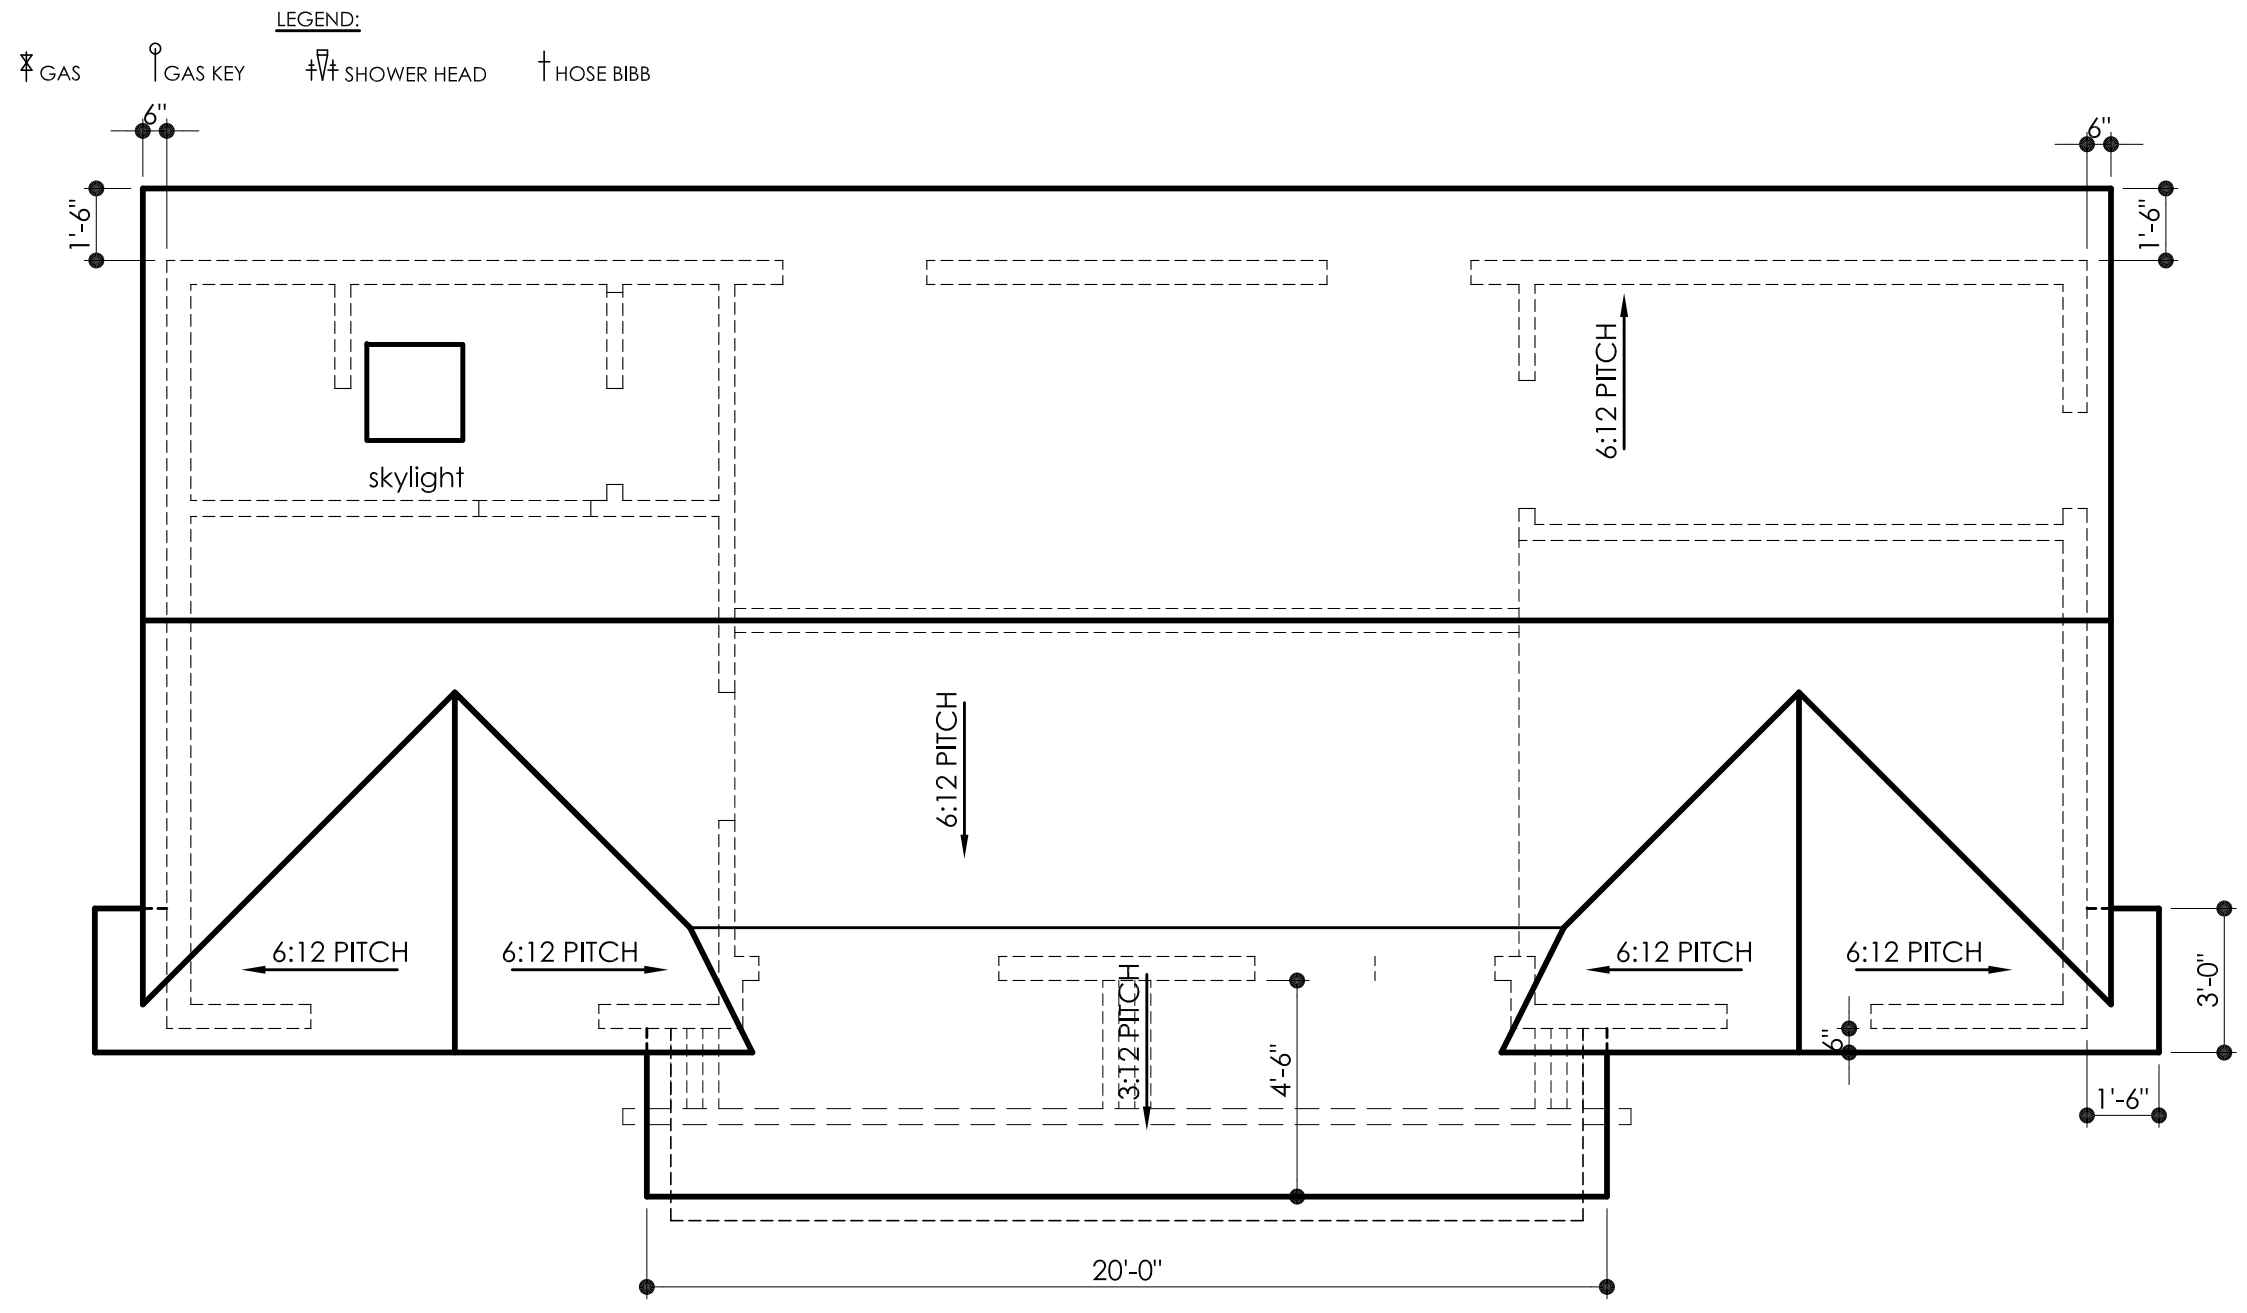 LEGEND:
GAS
GAS KEY
SHOWER HEAD
HOSE BIBB
6"
6"
1'-6"
1'-6"
6:12 PITCH
skylight
6:12 PITCH
6:12 PITCH
6:12 PITCH
6:12 PITCH
6:12 PITCH
3:12 PITCH
3'-0"
6"
4'-6"
1'-6"
20'-0"